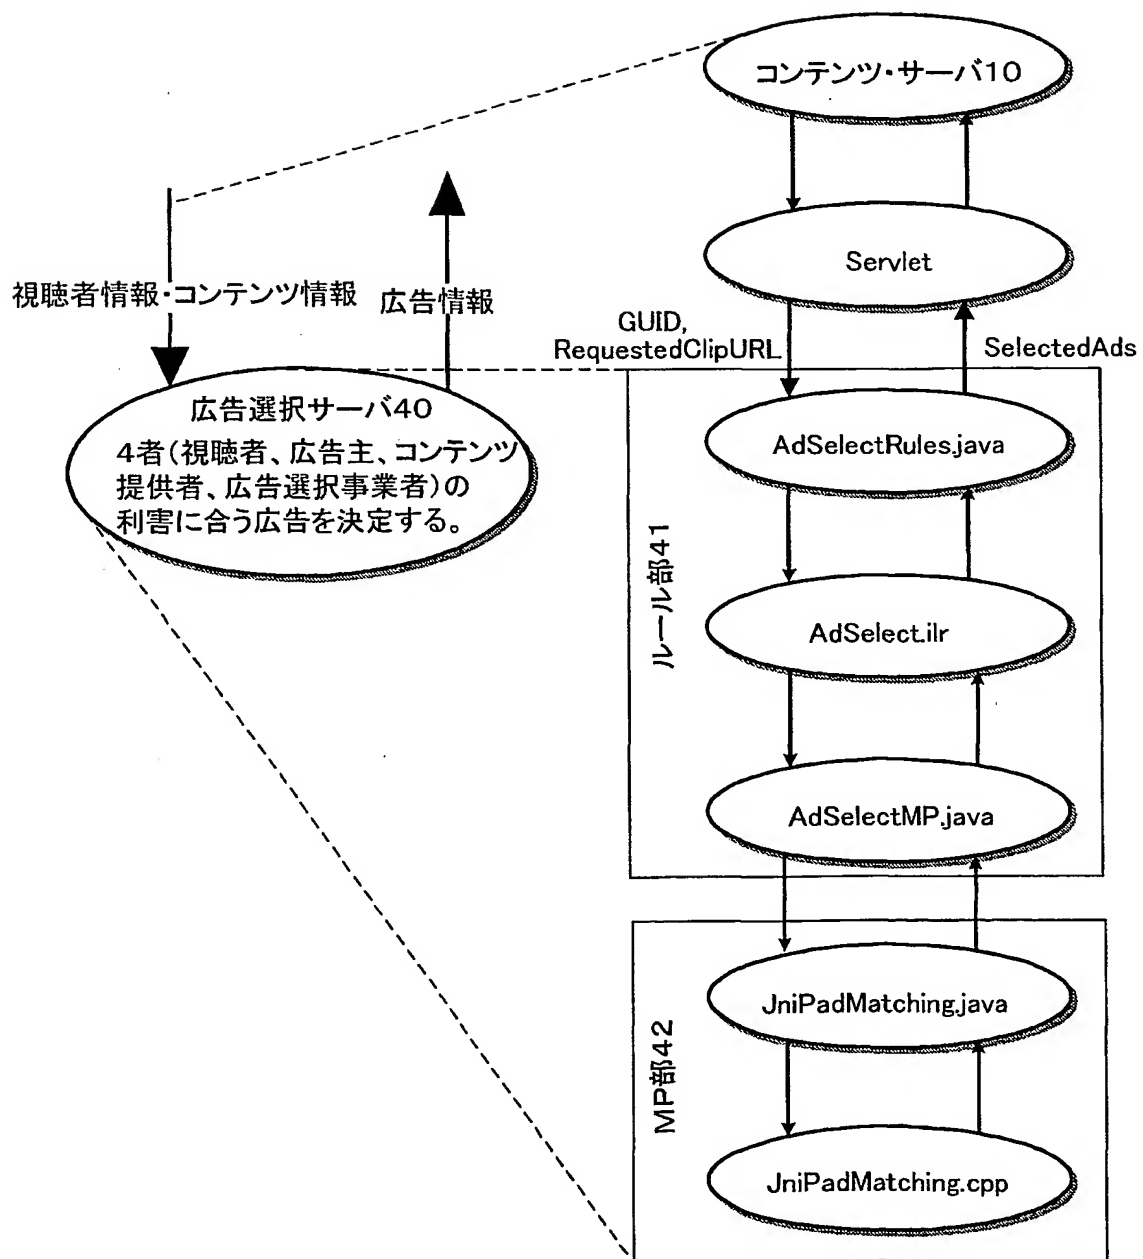 コンテンツ・サーバ10
Servlet
視聴者情報・コンテンツ情報
広告情報
GUID,
RequestedClipURL
SelectedAds
広告選択サーバ40
4者(視聴者、広告主、コンテンツ
提供者、広告選択事業者)の
利害に合う広告を決定する。
ルール部41
AdSelectRules.java
AdSelect.ilr
AdSelectMP.java
MP部42
JniPadMatching.java
JniPadMatching.cpp